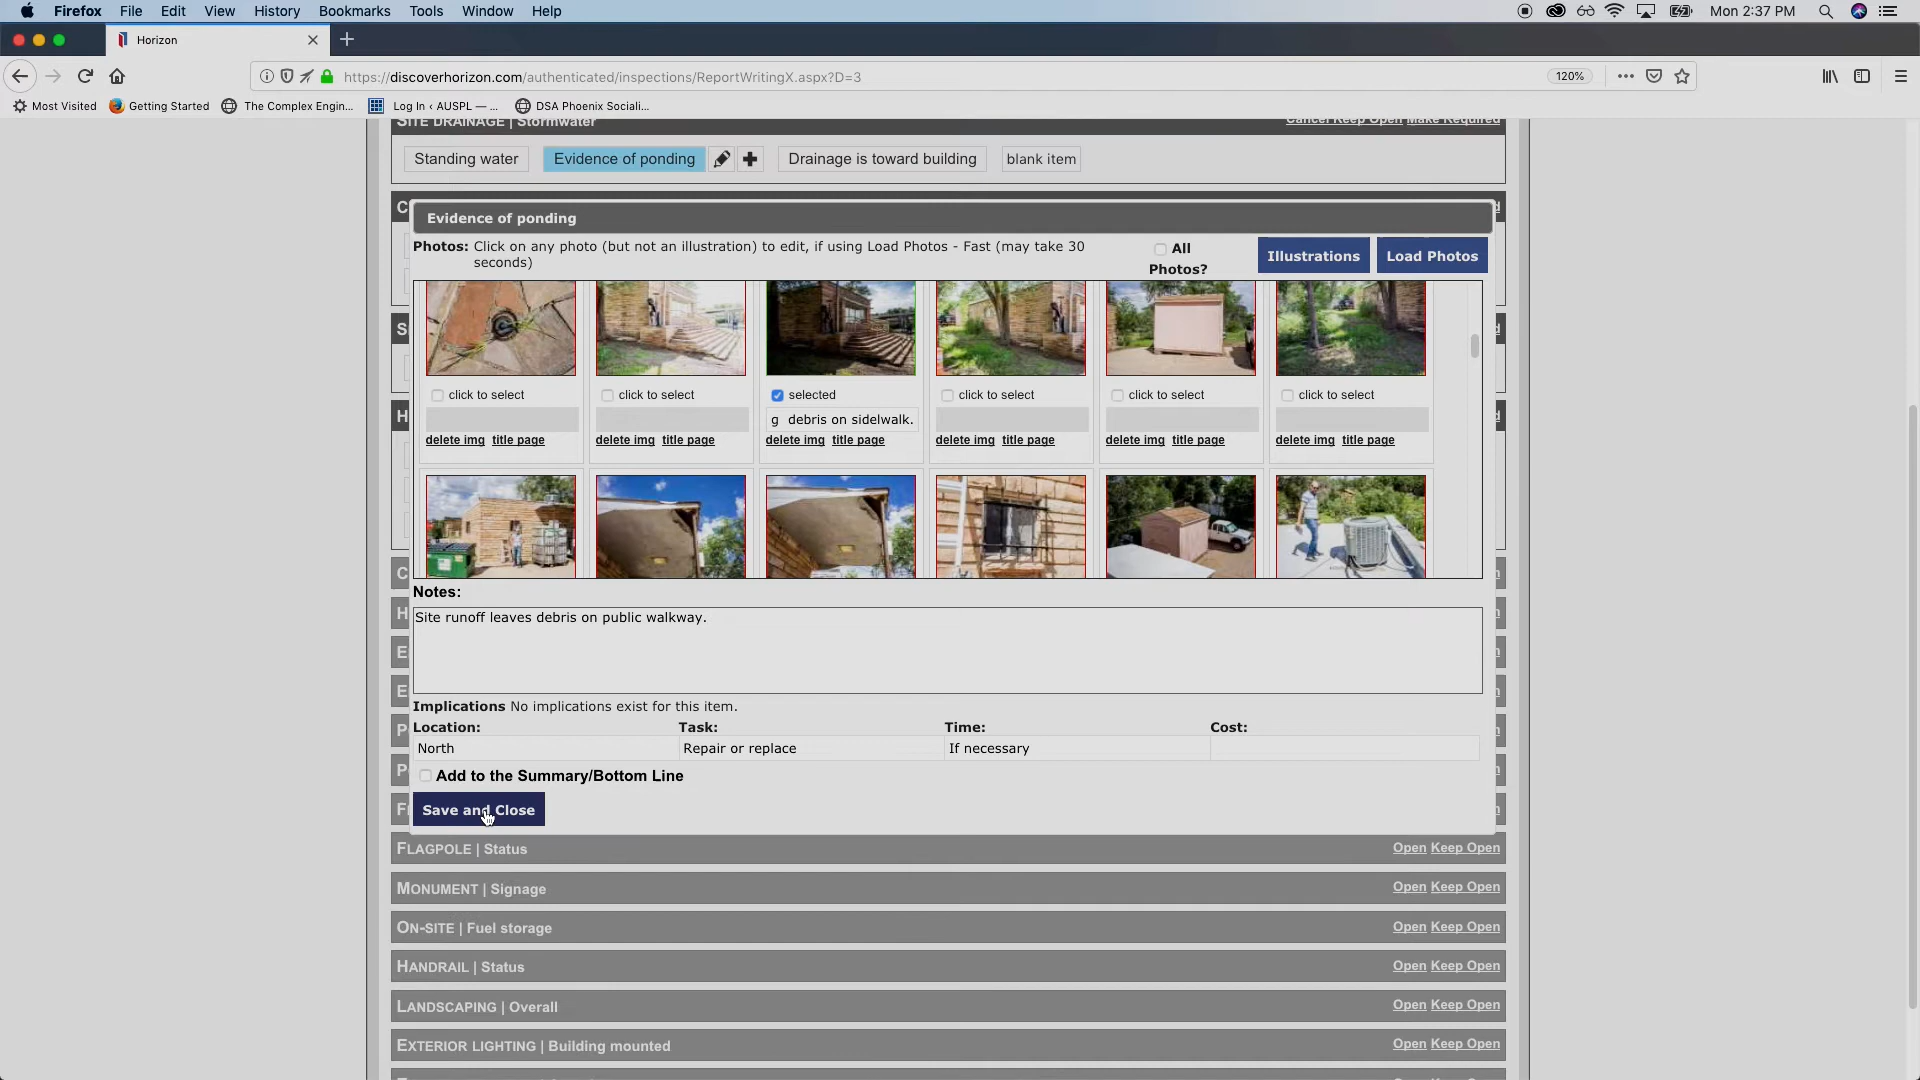 Firefox File Edit View History Bookmarks Tools Window Help Mon 2:37 PM
Horizon
https://discoverhorizon.com/authenticated/inspections/ReportWritingX.aspx?D=3 120%
Most Visited Getting Started The Complex Engin... Log In ‹ AUSPL — ... DSA Phoenix Sociali...
SITE DRAINAGE | Stormwater Cancel Keep Open Make Required
Standing water Evidence of ponding Drainage is toward building blank item
Evidence of ponding
Photos: Click on any photo (but not an illustration) to edit, if using Load Photos - Fast (may take 30
seconds)
All
Photos?
Illustrations Load Photos
click to select click to select selected click to select click to select click to select
g debris on sidelwalk.
delete img title page delete img title page delete img title page delete img title page delete img title page delete img title page
Notes:
Site runoff leaves debris on public walkway.
Implications No implications exist for this item.
Location: Task: Time: Cost:
North Repair or replace If necessary
Add to the Summary/Bottom Line
Save and Close
FLAGPOLE | Status Open Keep Open
MONUMENT | Signage Open Keep Open
ON-SITE | Fuel storage Open Keep Open
HANDRAIL | Status Open Keep Open
LANDSCAPING | Overall Open Keep Open
EXTERIOR LIGHTING | Building mounted Open Keep Open